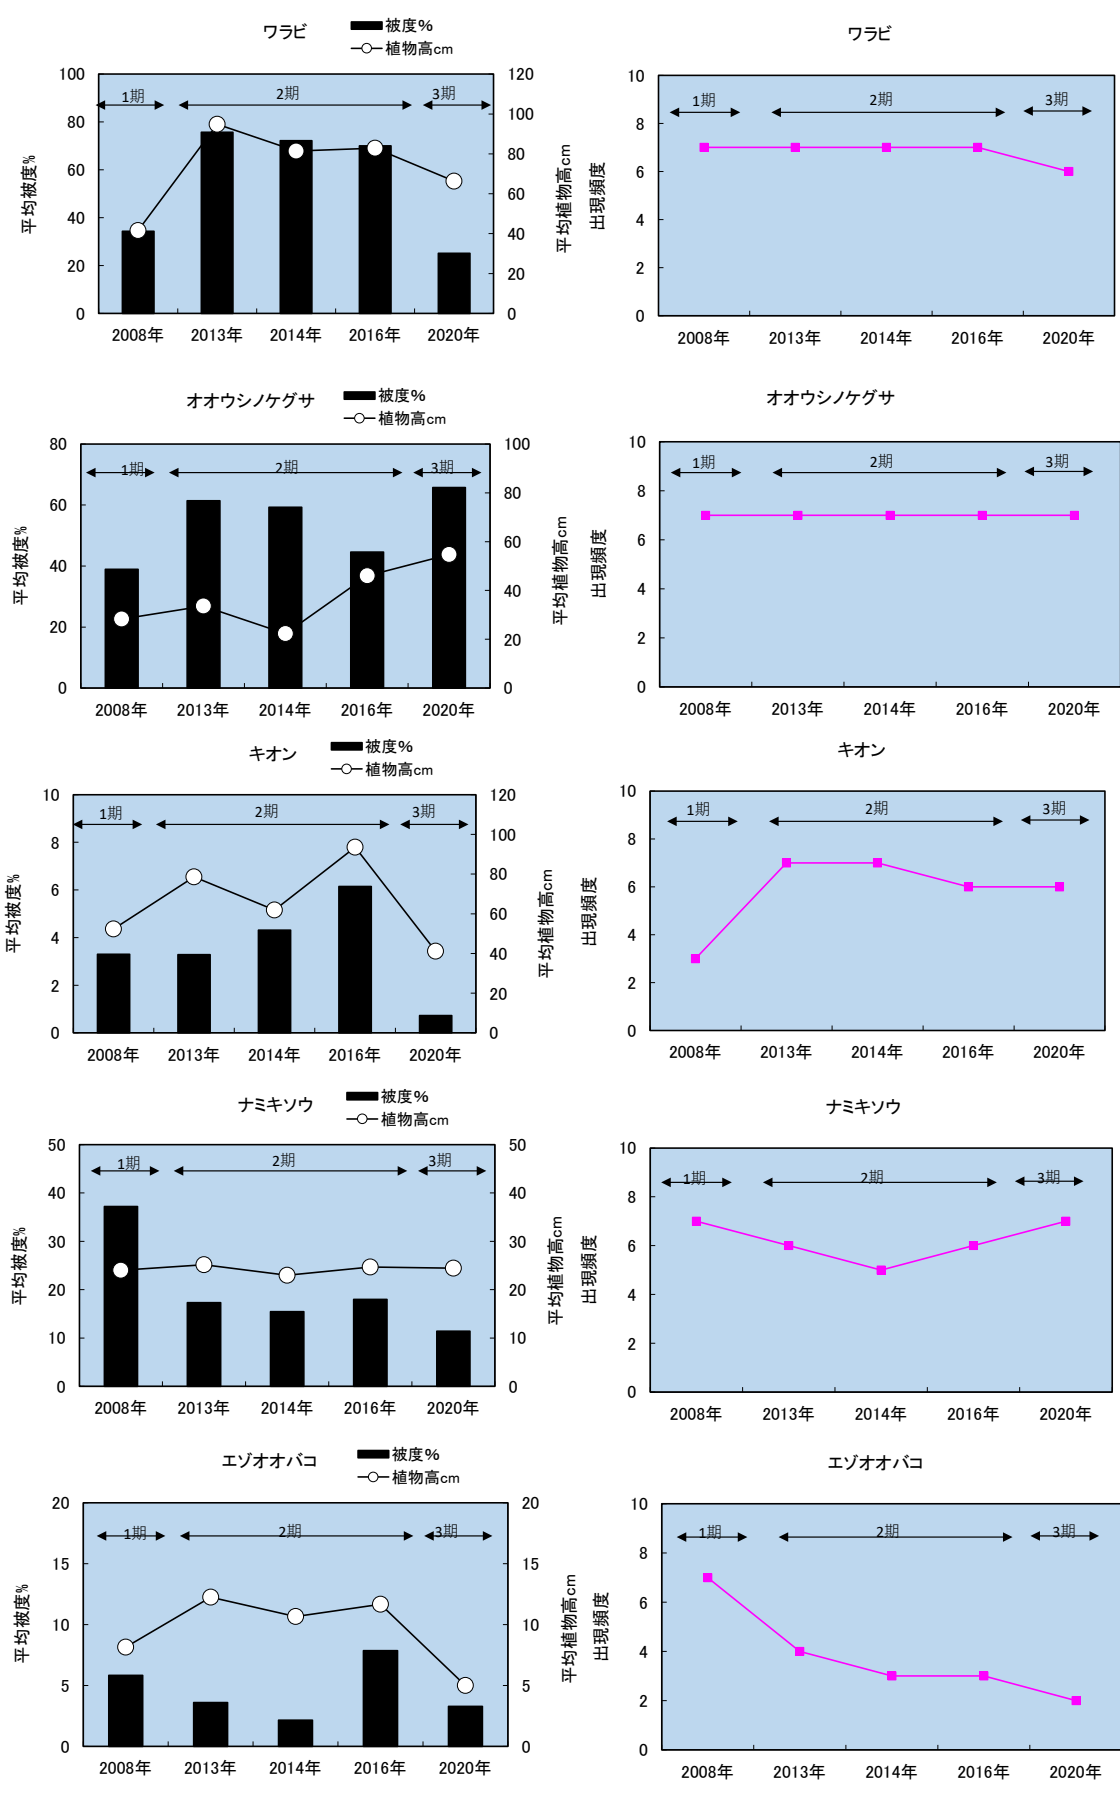 ワラビ
被度%
植物高cm
平均被度%
平均植物高cm
1期
2期
3期
100
80
60
40
20
0
120
100
80
60
40
20
0
2008年 2013年 2014年 2016年 2020年
ワラビ
出現頻度
1期
2期
3期
10
8
6
4
2
0
2008年 2013年 2014年 2016年 2020年
オオウシノケグサ
被度%
植物高cm
平均被度%
平均植物高cm
1期
2期
3期
80
60
40
20
0
100
80
60
40
20
0
2008年 2013年 2014年 2016年 2020年
オオウシノケグサ
出現頻度
1期
2期
3期
10
8
6
4
2
0
2008年 2013年 2014年 2016年 2020年
キオン
被度%
植物高cm
平均被度%
平均植物高cm
1期
2期
3期
10
8
6
4
2
0
120
100
80
60
40
20
0
2008年 2013年 2014年 2016年 2020年
キオン
出現頻度
1期
2期
3期
10
8
6
4
2
0
2008年 2013年 2014年 2016年 2020年
ナミキソウ
被度%
植物高cm
平均被度%
平均植物高cm
1期
2期
3期
50
40
30
20
10
0
50
40
30
20
10
0
2008年 2013年 2014年 2016年 2020年
ナミキソウ
出現頻度
1期
2期
3期
10
8
6
4
2
0
2008年 2013年 2014年 2016年 2020年
エゾオオバコ
被度%
植物高cm
平均被度%
平均植物高cm
1期
2期
3期
20
15
10
5
0
20
15
10
5
0
2008年 2013年 2014年 2016年 2020年
エゾオオバコ
出現頻度
1期
2期
3期
10
8
6
4
2
0
2008年 2013年 2014年 2016年 2020年